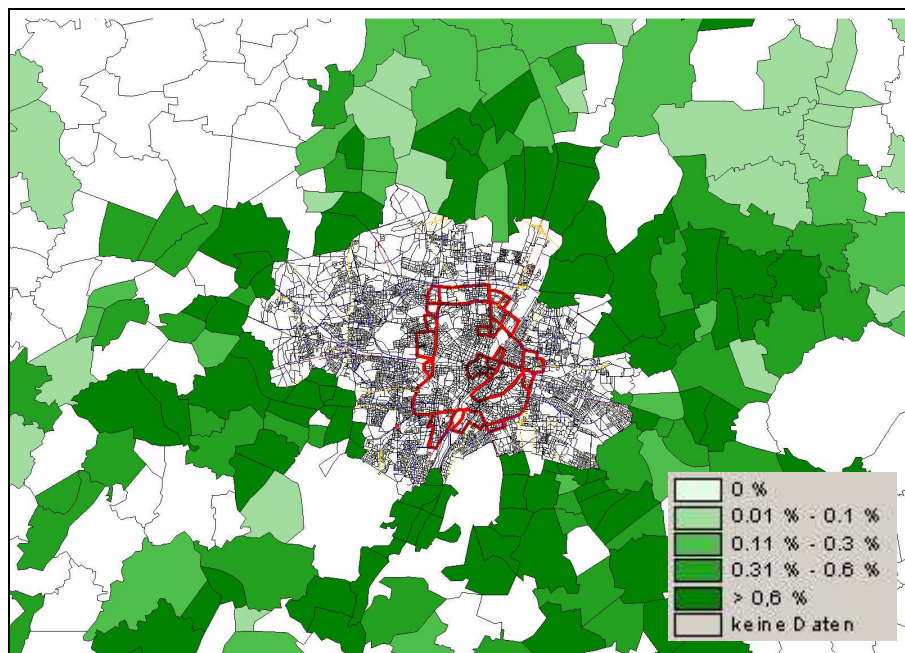 0 %
0.01 % - 0.1 %
0.11 % - 0.3 %
0.31 % - 0.6 %
> 0,6 %
keine Daten